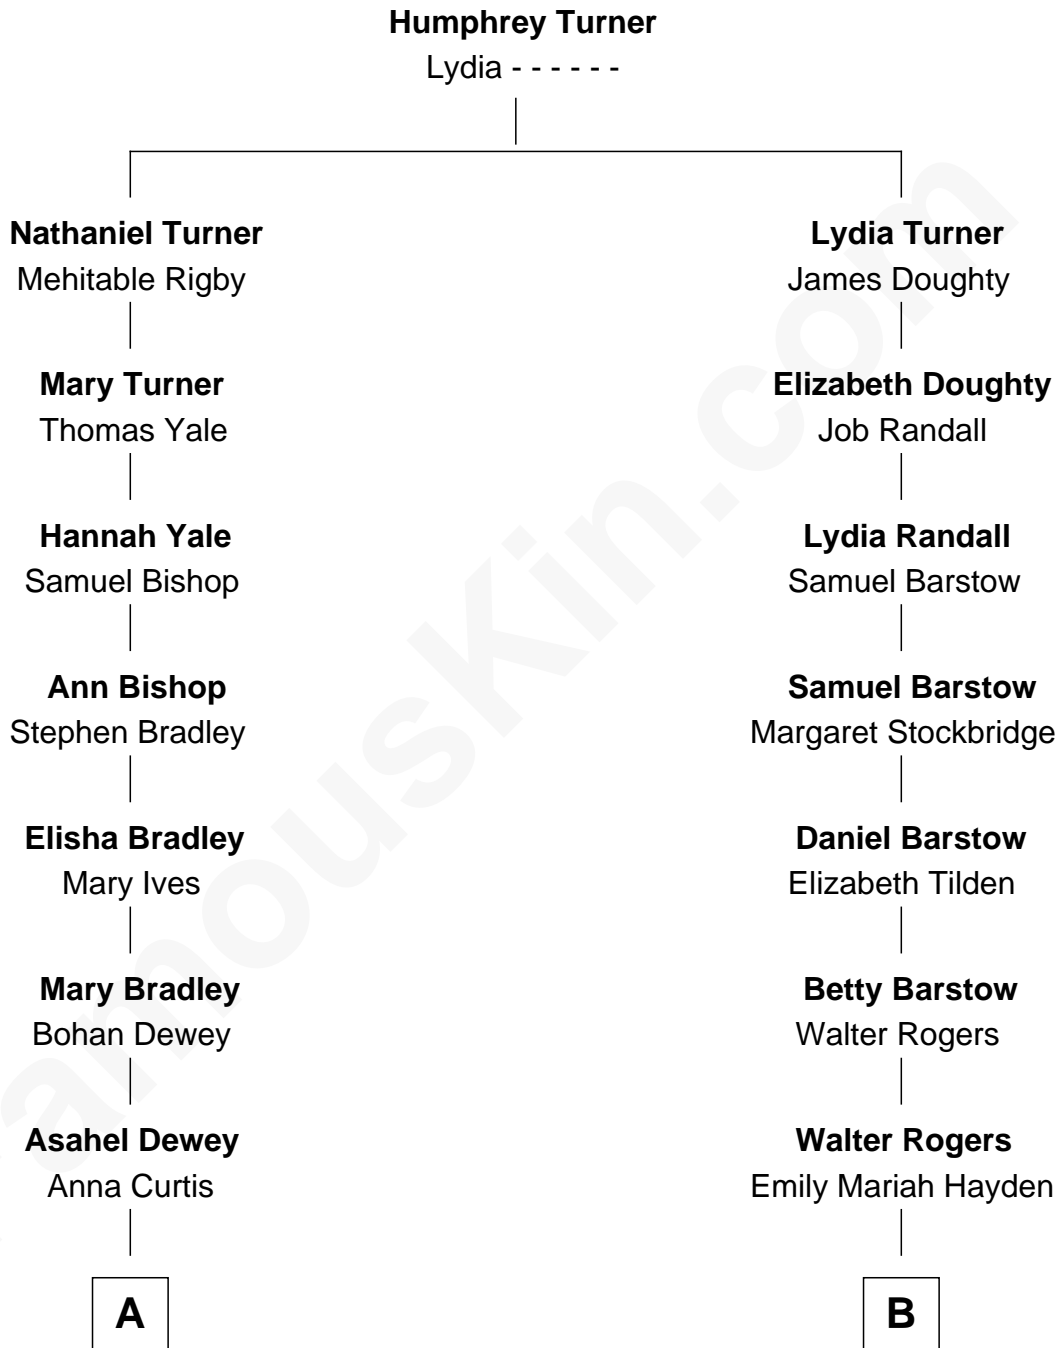 Humphrey Turner
Lydia - - - - - -
Nathaniel Turner
Mehitable Rigby
Lydia Turner
James Doughty
Mary Turner
Thomas Yale
Elizabeth Doughty
Job Randall
Hannah Yale
Samuel Bishop
Lydia Randall
Samuel Barstow
Ann Bishop
Stephen Bradley
Samuel Barstow
Margaret Stockbridge
Elisha Bradley
Mary Ives
Daniel Barstow
Elizabeth Tilden
Mary Bradley
Bohan Dewey
Betty Barstow
Walter Rogers
Asahel Dewey
Anna Curtis
Walter Rogers
Emily Mariah Hayden
A
B
amousKin.com